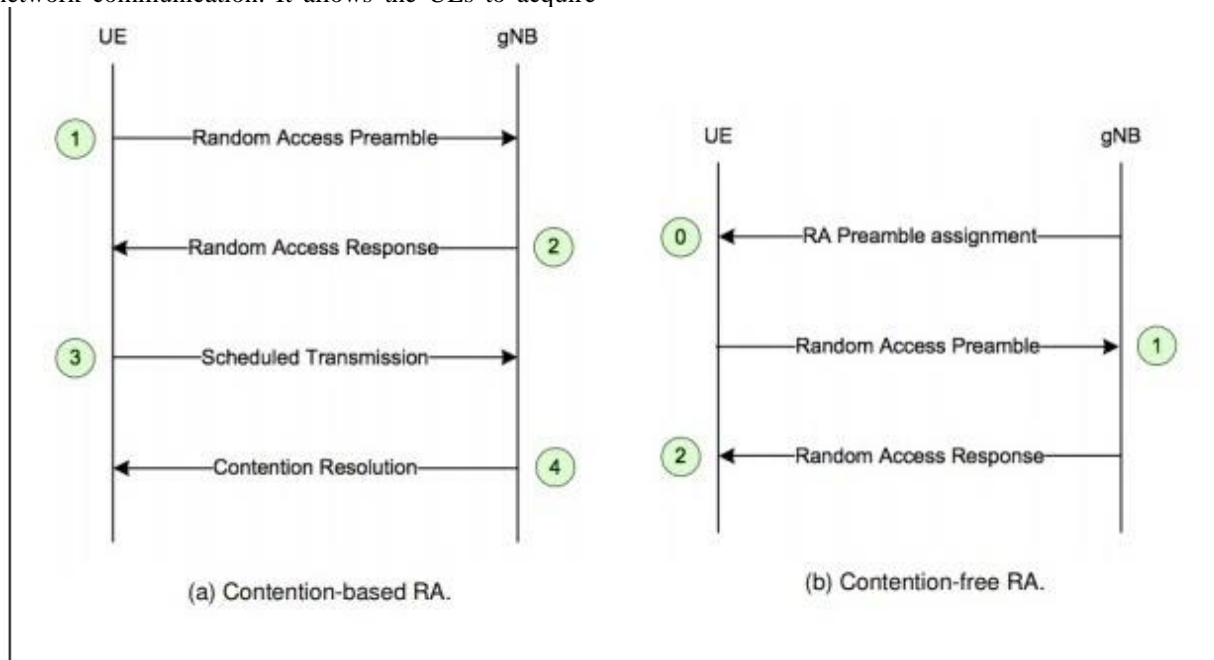 network communication. It allows the UEs to acquire
UE
gNB
1
Random Access Preamble
Random Access Response
2
3
Scheduled Transmission
Contention Resolution
4
(a) Contention-based RA.
UE
gNB
0
RA Preamble assignment
Random Access Preamble
1
2
Random Access Response
(b) Contention-free RA.